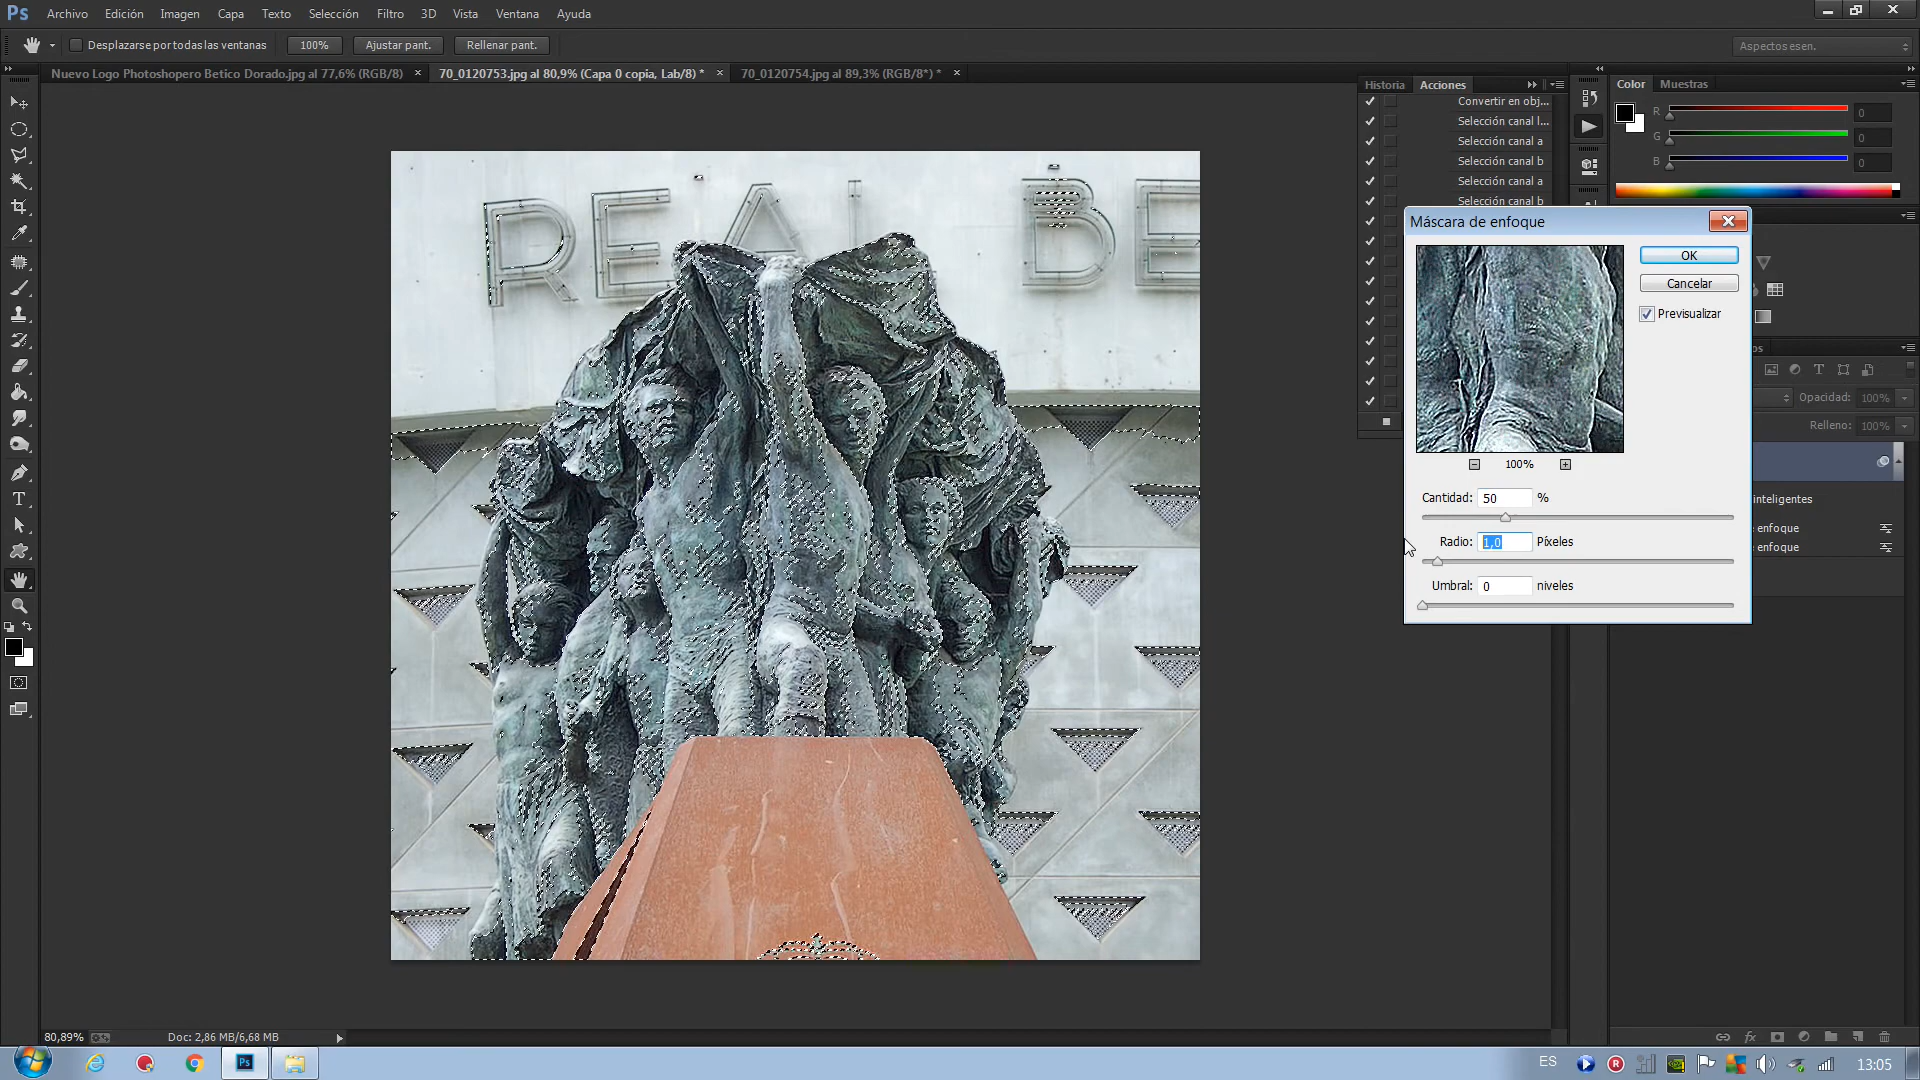 Ps Archivo Edición Imagen Capa Texto Selección Filtro 3D Vista Ventana Ayuda
Desplazarse por todas las ventanas 100% Ajustar pant. Rellenar pant. Aspectos esen.
Nuevo Logo Photoshopero Betico Dorado.jpg al 77,6% (RGB/8) × 70_0120753.jpg al 80,9% (Capa 0 copia, Lab/8) * × 70_0120754.jpg al 89,3% (RGB/8*) * ×
Historia Acciones
Color Muestras
Convertir en obj...
Selección canal l...
Selección canal a
Selección canal b
Selección canal a
Selección canal b
R 0
G 0
B 0
REAL BE
Máscara de enfoque
OK
Cancelar
Previsualizar
100%
Cantidad: 50 %
Radio: 1,0 Píxeles
Umbral: 0 niveles
Opacidad: 100%
Relleno: 100%
inteligentes
enfoque
enfoque
80,89% Doc: 2,86 MB/6,68 MB
Ps
ES 13:05